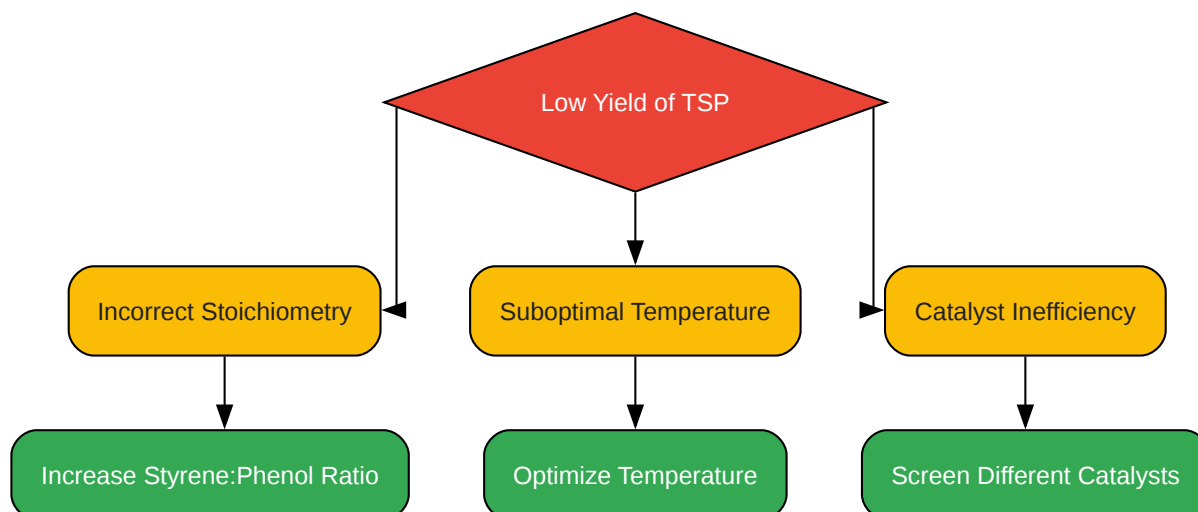 Low Yield of TSP
Incorrect Stoichiometry
Suboptimal Temperature
Catalyst Inefficiency
Increase Styrene:Phenol Ratio
Optimize Temperature
Screen Different Catalysts